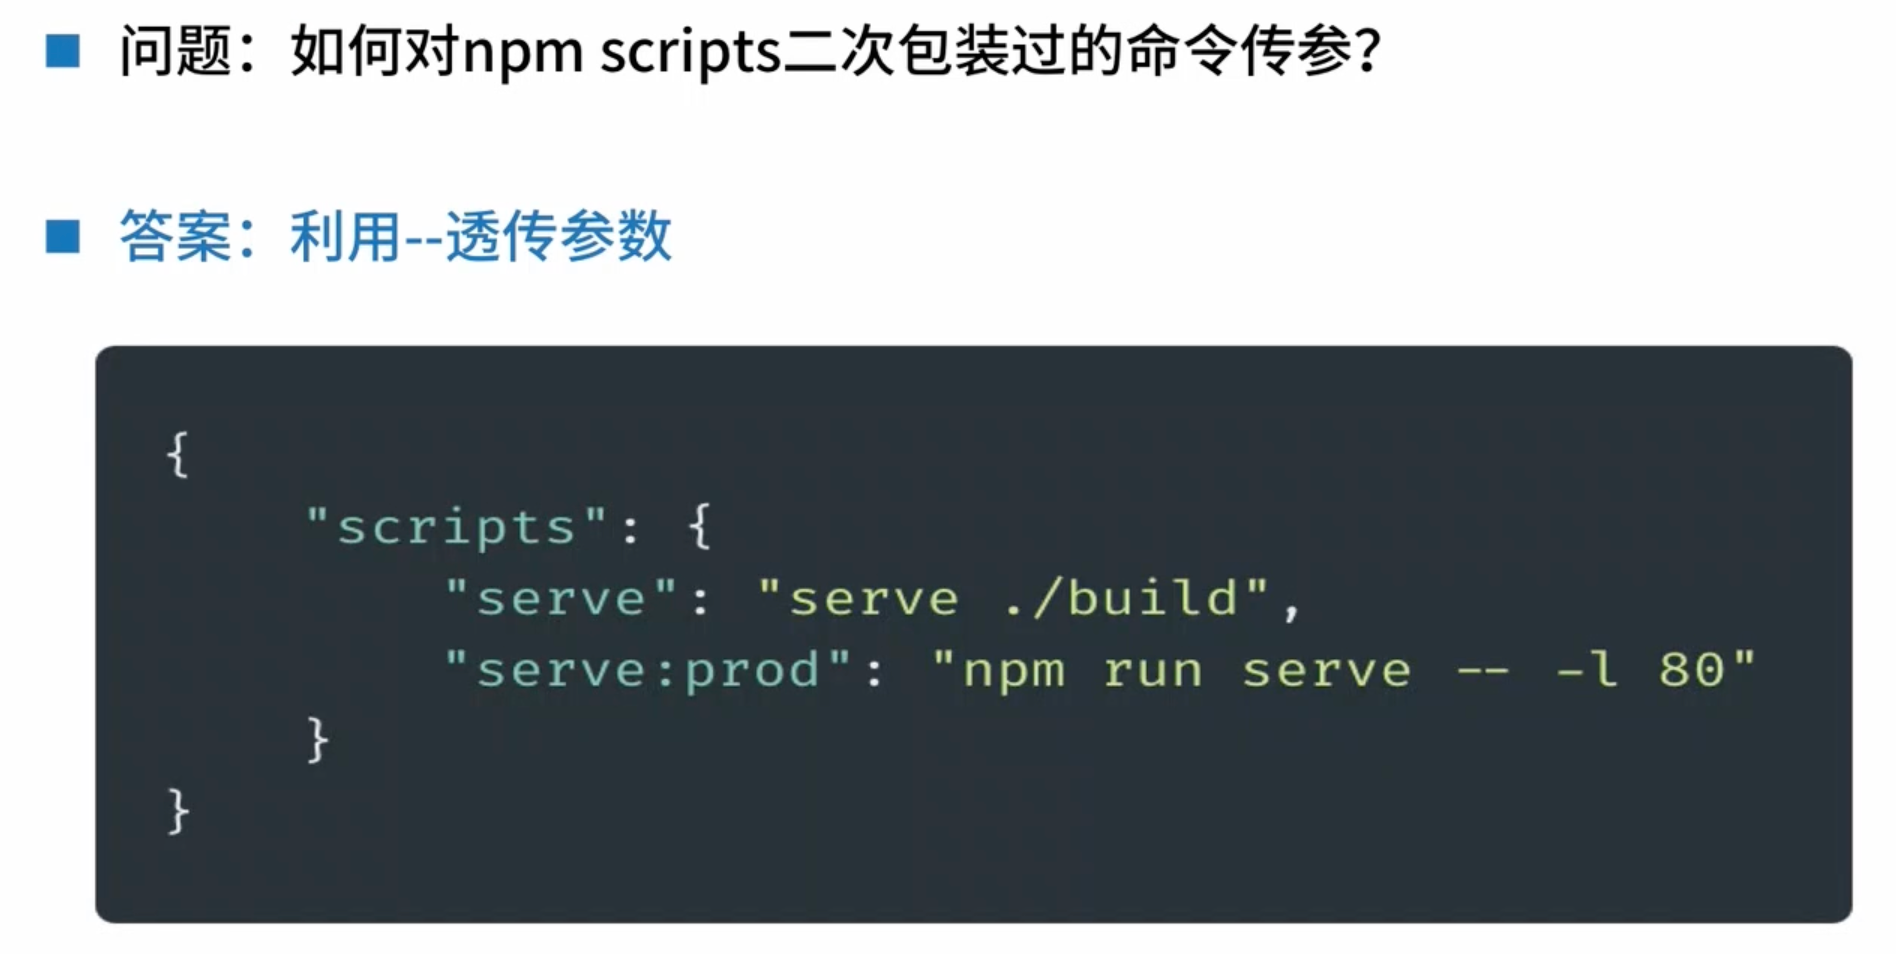 问题：如何对npm scripts二次包装过的命令传参？
答案：利用--透传参数
{
"scripts": {
"serve": "serve ./build",
"serve:prod": "npm run serve -- -l 80"
}
}